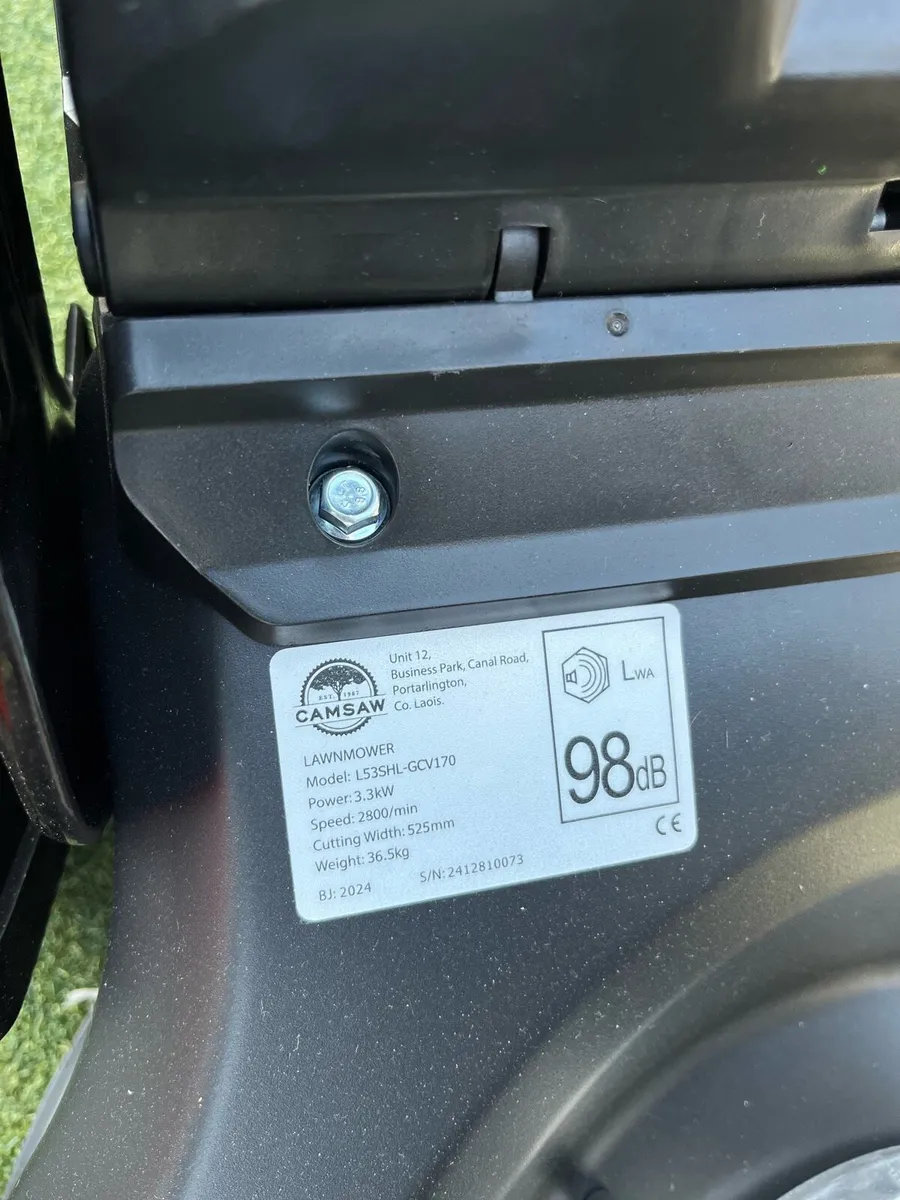 EST. 1987
CAMSAW
Unit 12,
Business Park, Canal Road,
Portarlington,
Co. Laois.
LAWNMOWER
Model: L53SHL-GCV170
Power: 3.3kW
Speed: 2800/min
Cutting Width: 525mm
Weight: 36.5kg
BJ: 2024 S/N: 2412810073
LWA
98dB
CE